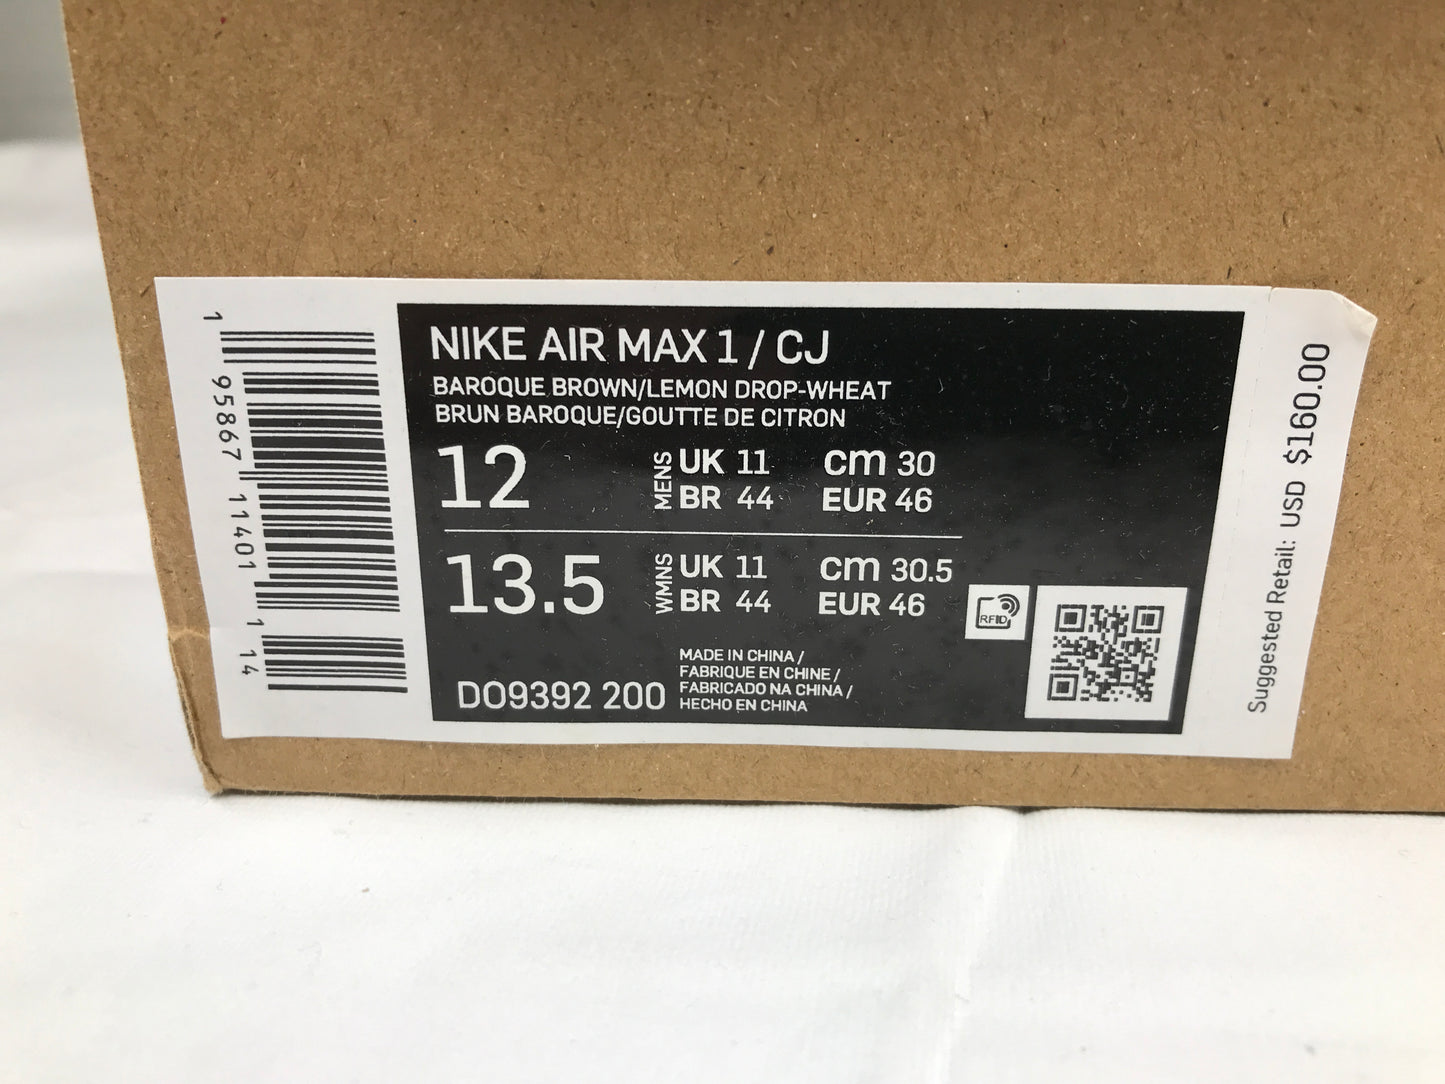 NIKE AIR MAX 1 / CJ
BAROQUE BROWN/LEMON DROP-WHEAT
BRUN BAROQUE/GOUTTE DE CITRON
12 MENS UK 11 cm 30
BR 44 EUR 46
13.5 WMNS UK 11 cm 30.5
BR 44 EUR 46
RFID
MADE IN CHINA /
FABRIQUE EN CHINE /
FABRICADO NA CHINA /
HECHO EN CHINA
DO9392 200
1 95867 11401 1 14
Suggested Retail: USD $160.00